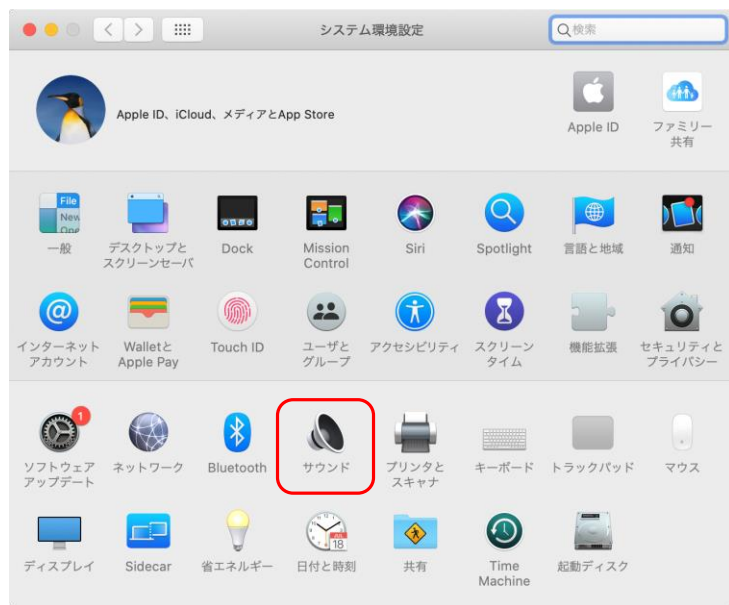 システム環境設定
検索
Apple ID、iCloud、メディアとApp Store
Apple ID
ファミリー
共有
File
New
一般
デスクトップと
スクリーンセーバ
Dock
Mission
Control
Siri
Spotlight
言語と地域
通知
インターネット
アカウント
Walletと
Apple Pay
Touch ID
ユーザと
グループ
アクセシビリティ
スクリーン
タイム
機能拡張
セキュリティと
プライバシー
1
ソフトウェア
アップデート
ネットワーク
Bluetooth
サウンド
プリンタと
スキャナ
キーボード
トラックパッド
マウス
ディスプレイ
Sidecar
省エネルギー
JUL
18
日付と時刻
共有
Time
Machine
起動ディスク